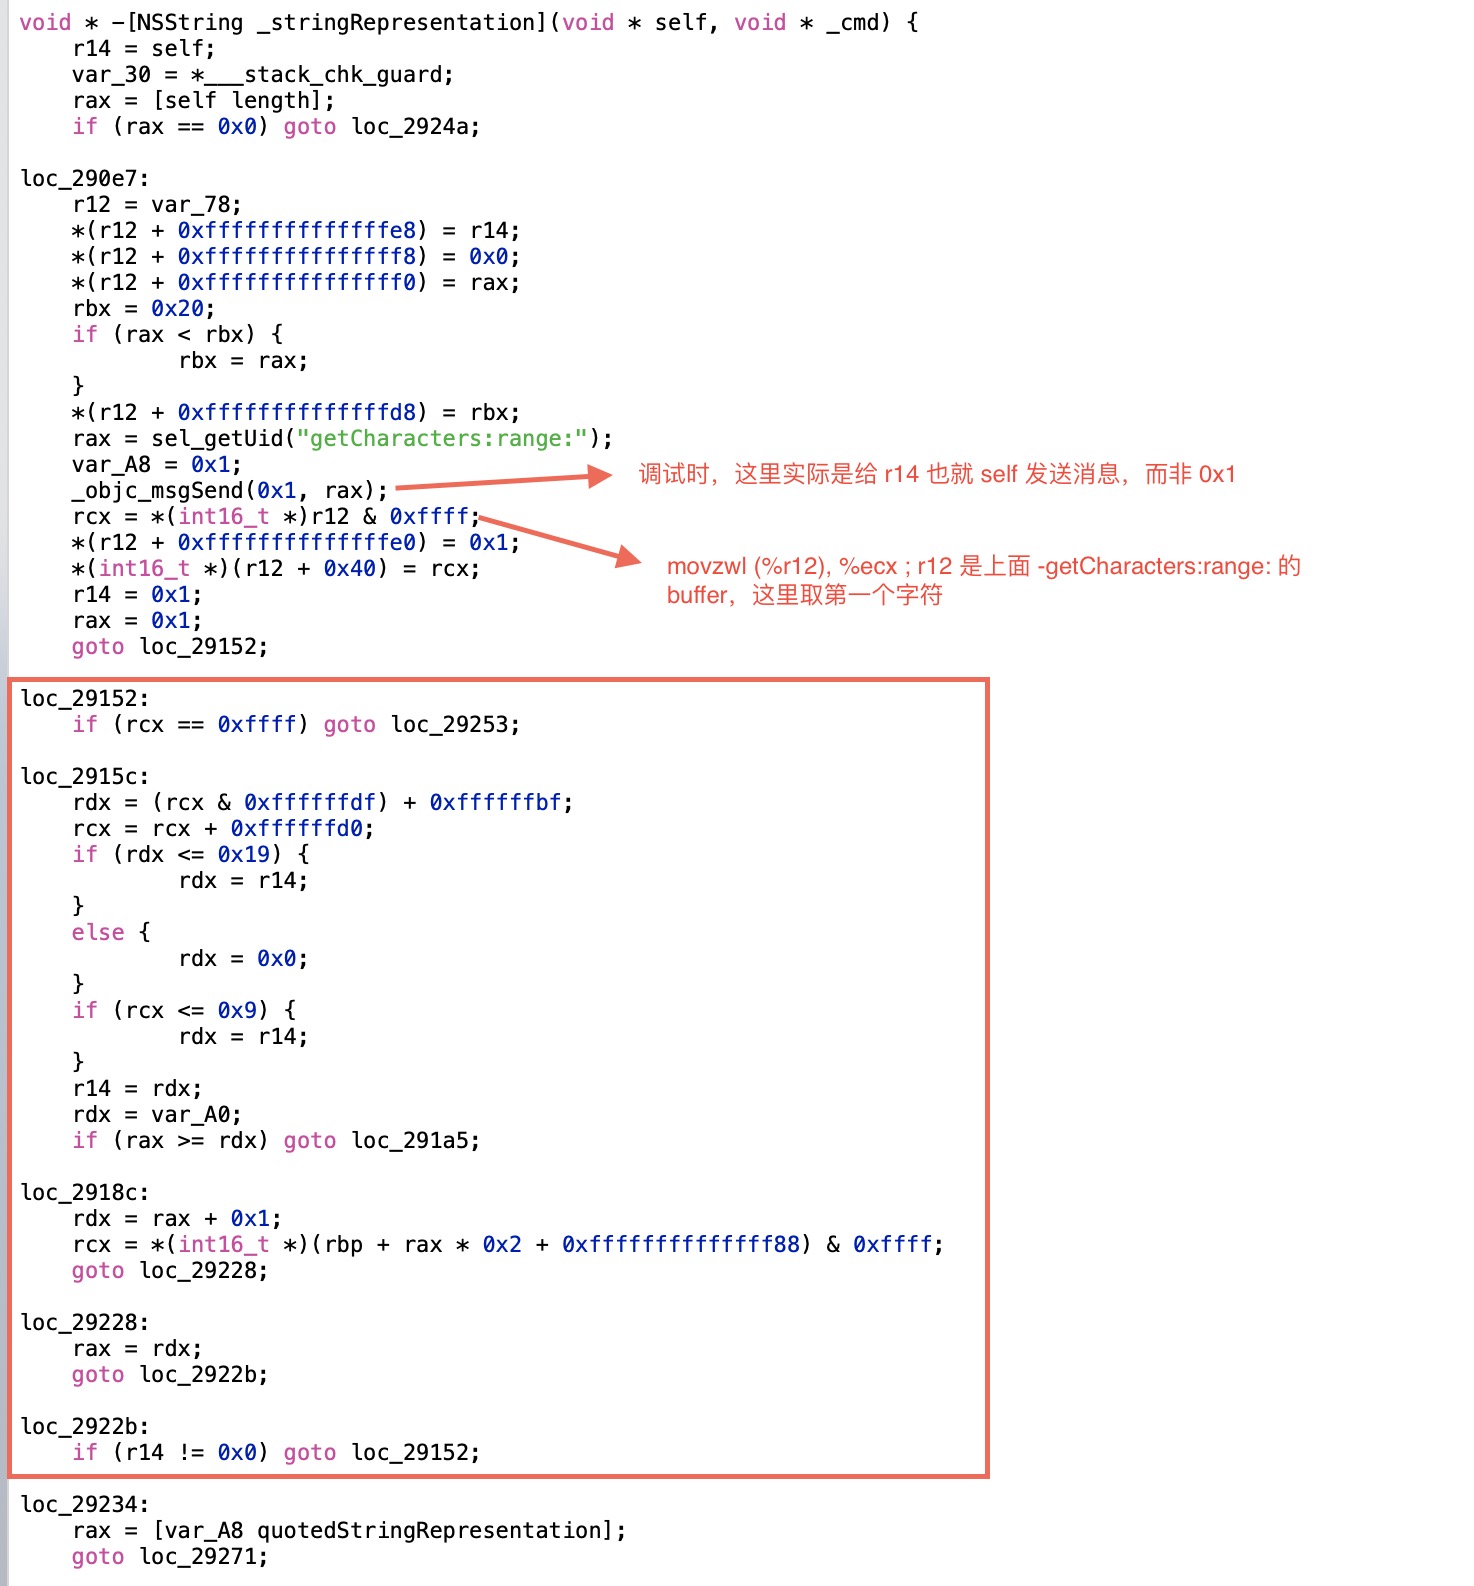 void * -[NSString _stringRepresentation](void * self, void * _cmd) {
    r14 = self;
    var_30 = *___stack_chk_guard;
    rax = [self length];
    if (rax == 0x0) goto loc_2924a;

loc_290e7:
    r12 = var_78;
    *(r12 + 0xffffffffffffffe8) = r14;
    *(r12 + 0xfffffffffffffff8) = 0x0;
    *(r12 + 0xfffffffffffffff0) = rax;
    rbx = 0x20;
    if (rax < rbx) {
            rbx = rax;
    }
    *(r12 + 0xffffffffffffffd8) = rbx;
    rax = sel_getUid("getCharacters:range:");
    var_A8 = 0x1;
调试时，这里实际是给 r14 也就 self 发送消息，而非 0x1
    _objc_msgSend(0x1, rax);
    rcx = *(int16_t *)r12 & 0xffff;
    *(r12 + 0xffffffffffffffe0) = 0x1;
movzwl (%r12), %ecx ; r12 是上面 -getCharacters:range: 的
    *(int16_t *)(r12 + 0x40) = rcx;
buffer，这里取第一个字符
    r14 = 0x1;
    rax = 0x1;
    goto loc_29152;

loc_29152:
    if (rcx == 0xffff) goto loc_29253;

loc_2915c:
    rdx = (rcx & 0xffffffdf) + 0xffffffbf;
    rcx = rcx + 0xffffffd0;
    if (rdx <= 0x19) {
            rdx = r14;
    }
    else {
            rdx = 0x0;
    }
    if (rcx <= 0x9) {
            rdx = r14;
    }
    r14 = rdx;
    rdx = var_A0;
    if (rax >= rdx) goto loc_291a5;

loc_2918c:
    rdx = rax + 0x1;
    rcx = *(int16_t *)(rbp + rax * 0x2 + 0xffffffffffffff88) & 0xffff;
    goto loc_29228;

loc_29228:
    rax = rdx;
    goto loc_2922b;

loc_2922b:
    if (r14 != 0x0) goto loc_29152;

loc_29234:
    rax = [var_A8 quotedStringRepresentation];
    goto loc_29271;